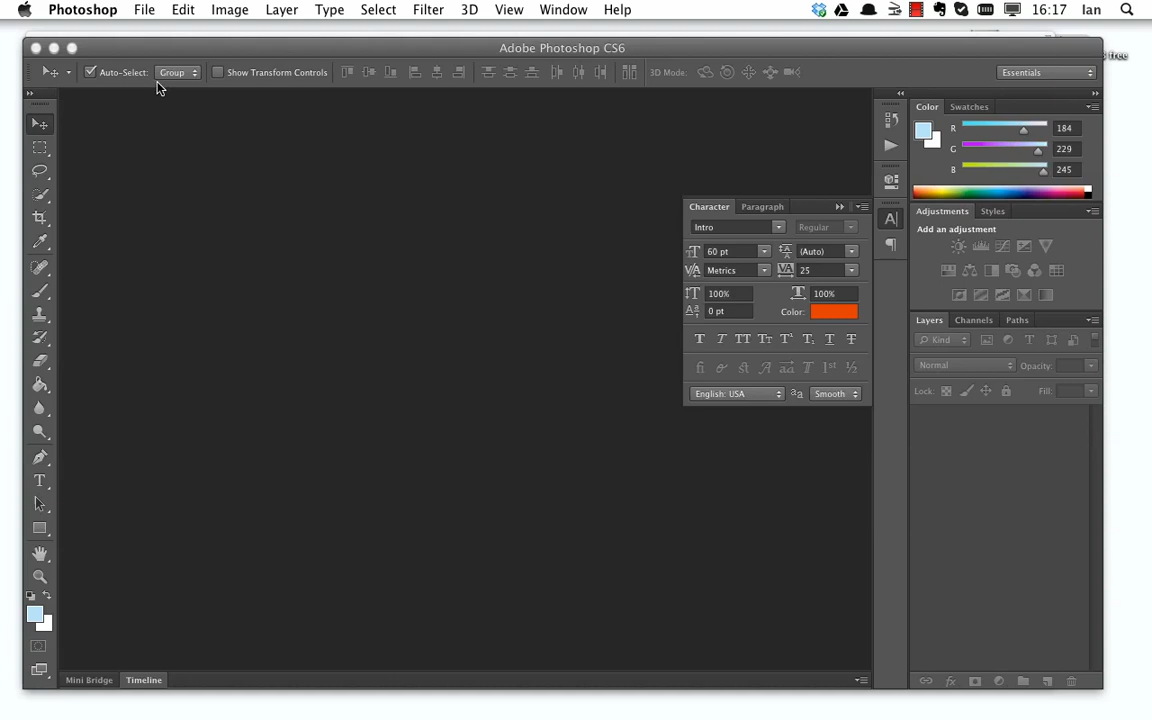 Photoshop File Edit Image Layer Type Select Filter 3D View Window Help 16:17 Ian
Adobe Photoshop CS6
Auto-Select: Group Show Transform Controls 3D Mode: Essentials
free
Color Swatches
R 184
G 229
B 245
Character Paragraph
Intro Regular
60 pt (Auto)
Metrics 25
100% 100%
0 pt Color:
English: USA Smooth
Adjustments Styles
Add an adjustment
Layers Channels Paths
Kind
Normal Opacity:
Lock: Fill:
Mini Bridge Timeline